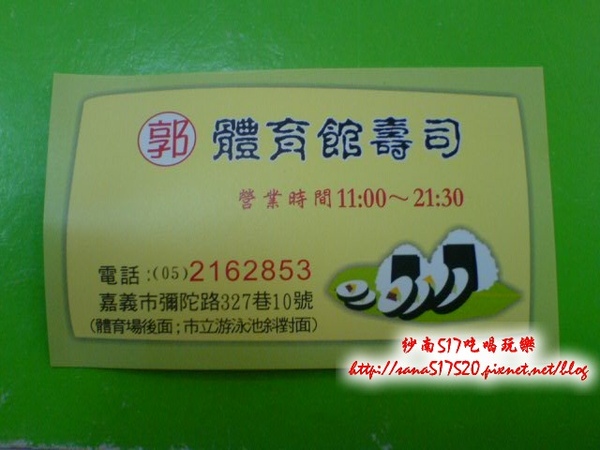 郭 體育館壽司
營業時間11:00～21:30
電話:(05)2162853
嘉義市彌陀路327巷10號
(體育場後面;市立游泳池斜對面)
紗南517吃喝玩樂
http://sana517520.pixnet.net/blog